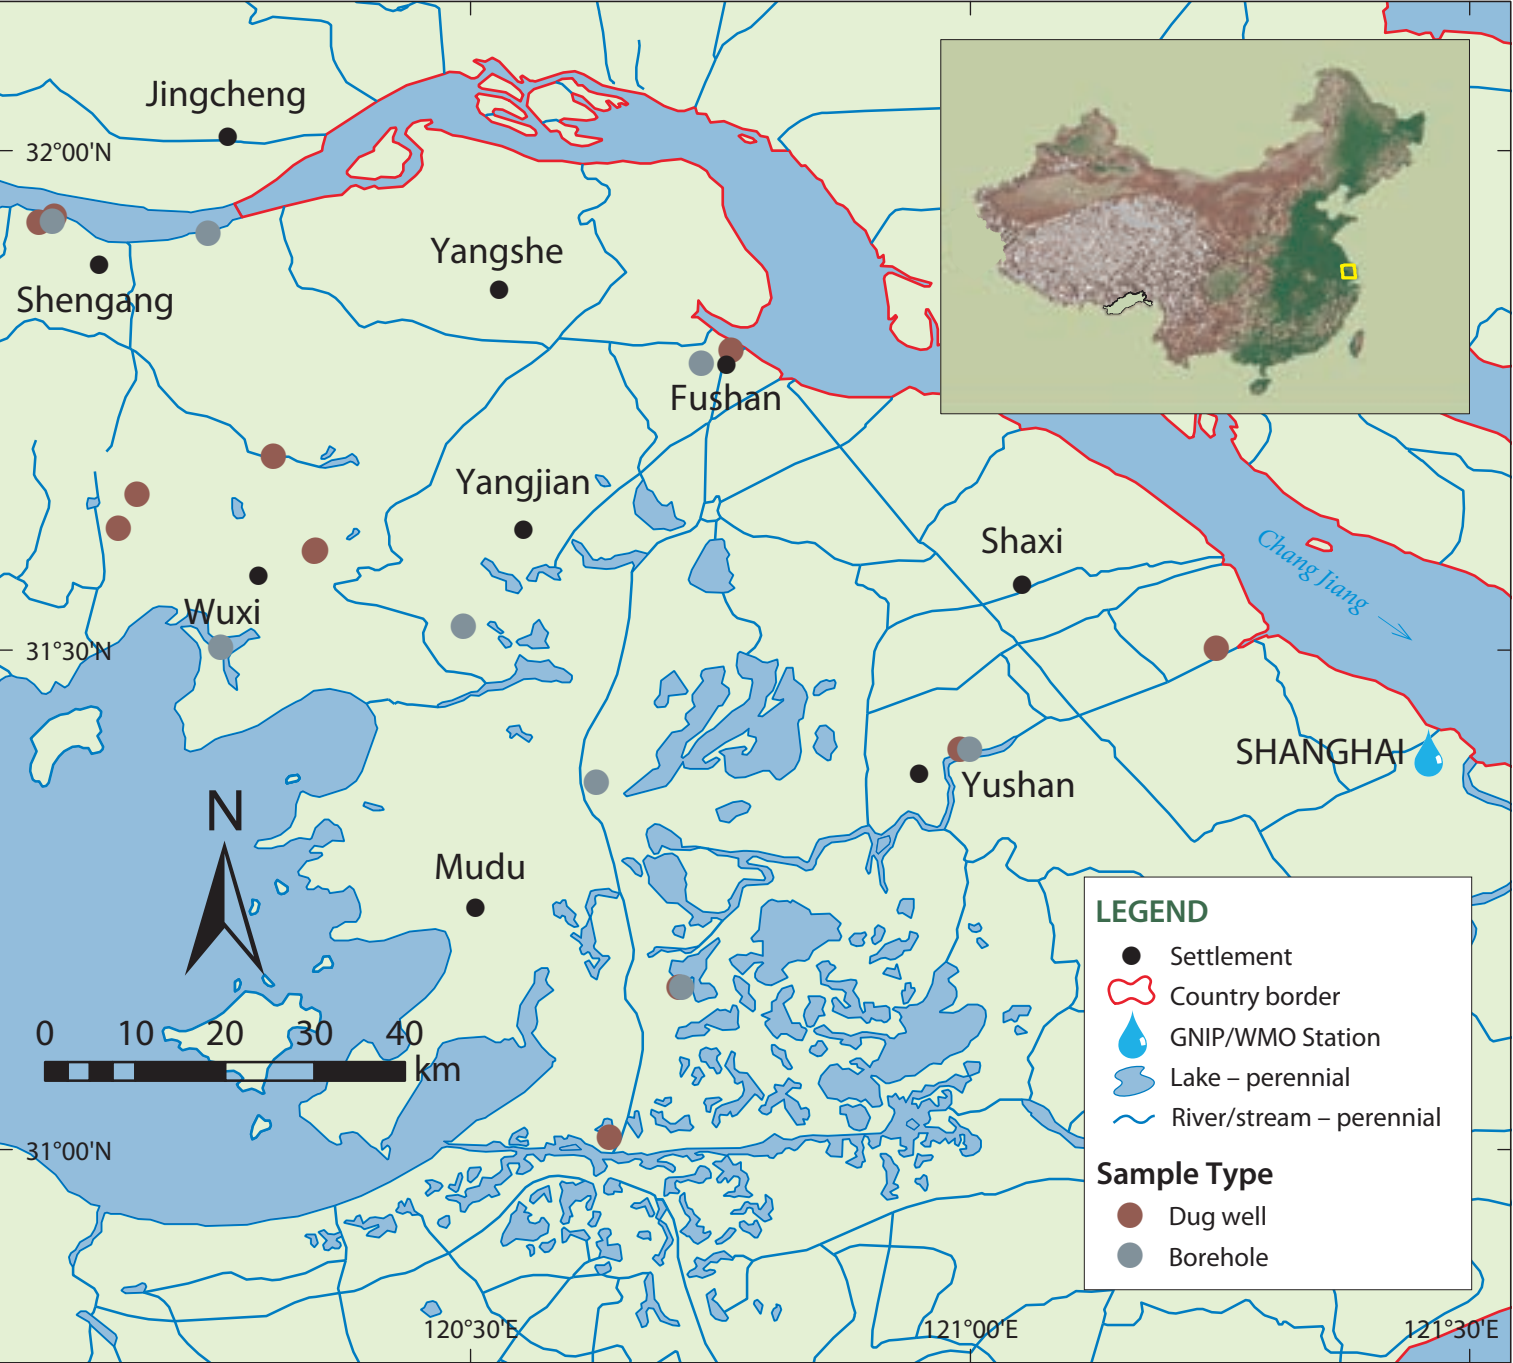 Jingcheng
32°00'N
Yangshe
Shengang
Fushan
Yangjian
Shaxi
Chang Jiang
Wuxi
31°30'N
SHANGHAI
Yushan
N
Mudu
LEGEND
Settlement
Country border
GNIP/WMO Station
Lake – perennial
River/stream – perennial
Sample Type
Dug well
Borehole
0 10 20 30 40
km
31°00'N
120°30'E 121°00'E 121°30'E